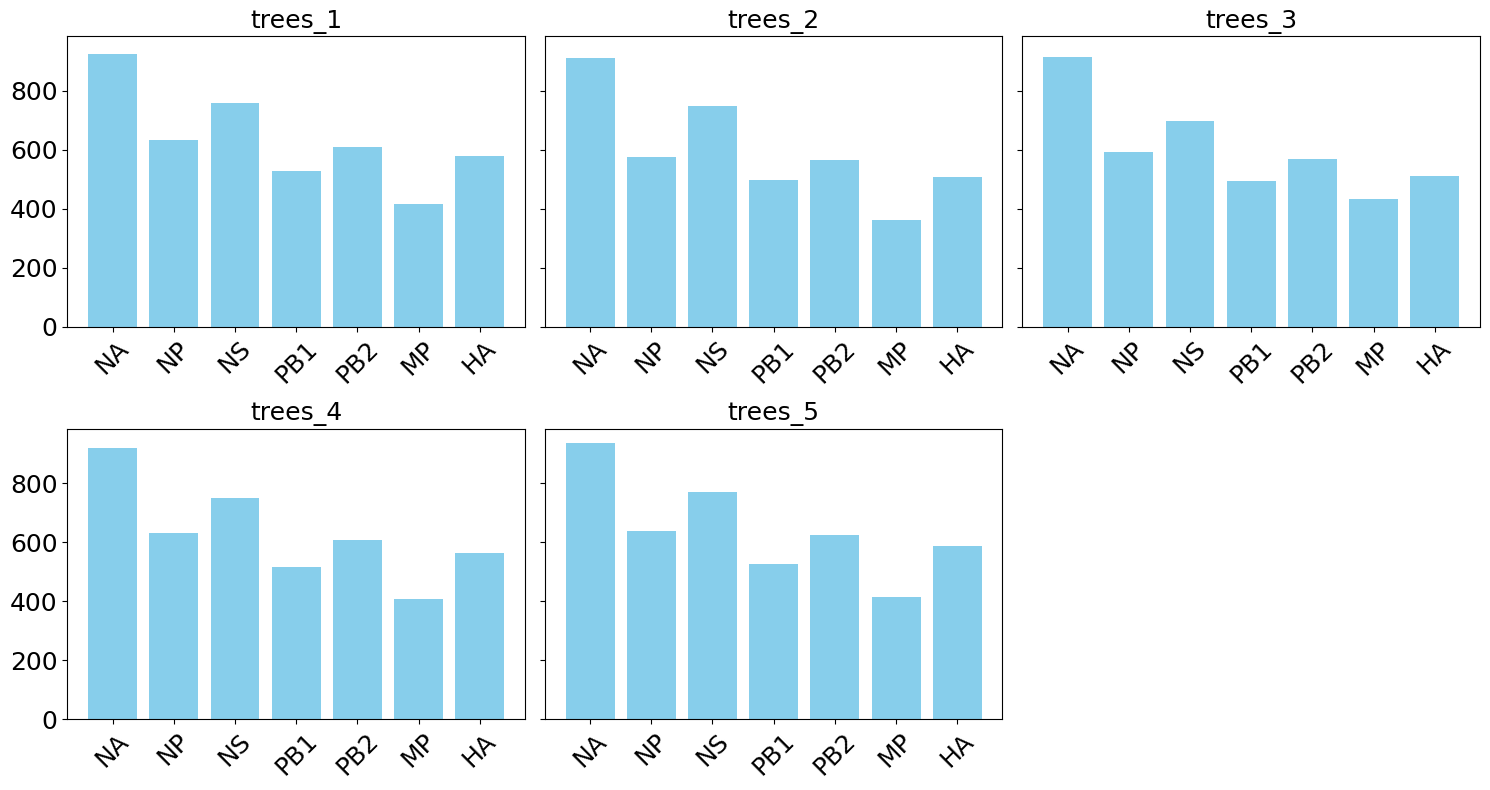 trees_1 trees_2 trees_3
800
600
400
200
0
NA NP NS PB1 PB2 MP HA NA NP NS PB1 PB2 MP HA NA NP NS PB1 PB2 MP HA
trees_4 trees_5
800
600
400
200
0
NA NP NS PB1 PB2 MP HA NA NP NS PB1 PB2 MP HA